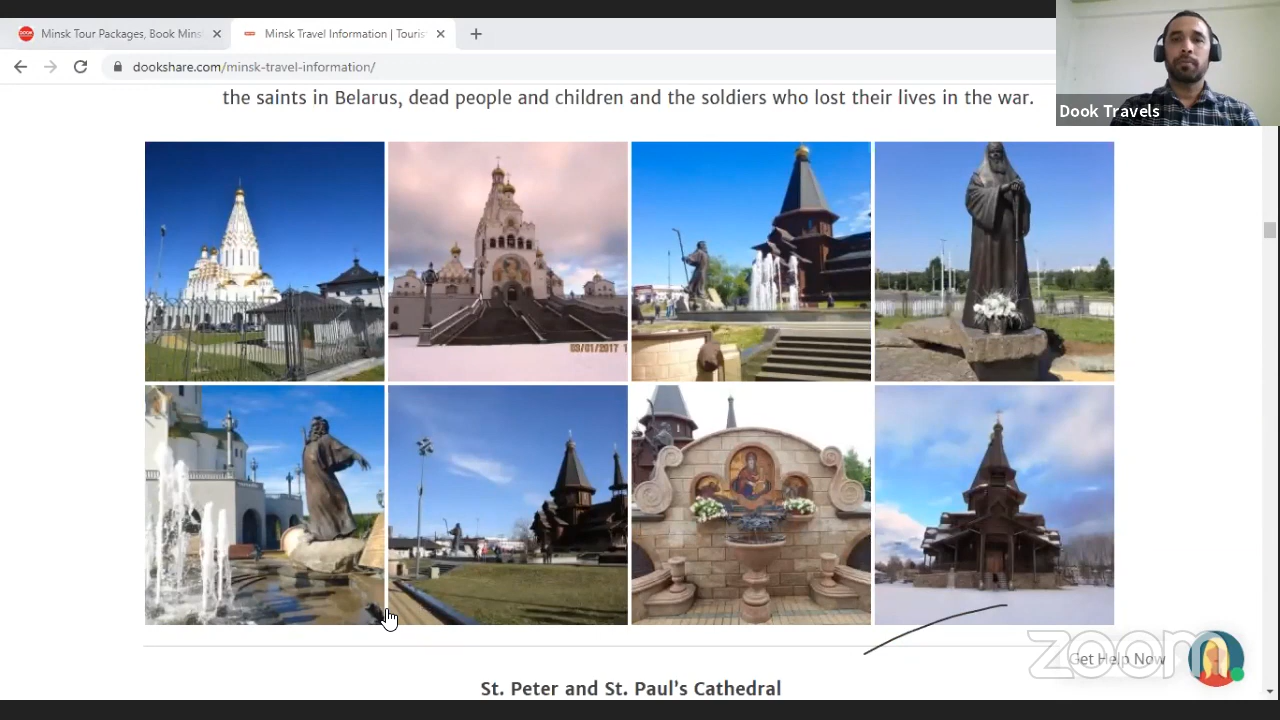 Minsk Tour Packages, Book Mins
Minsk Travel Information | Touris
dookshare.com/minsk-travel-information/
Dook Travels
the saints in Belarus, dead people and children and the soldiers who lost their lives in the war.
03/01/2017 1
zoom
Get Help Now
St. Peter and St. Paul's Cathedral